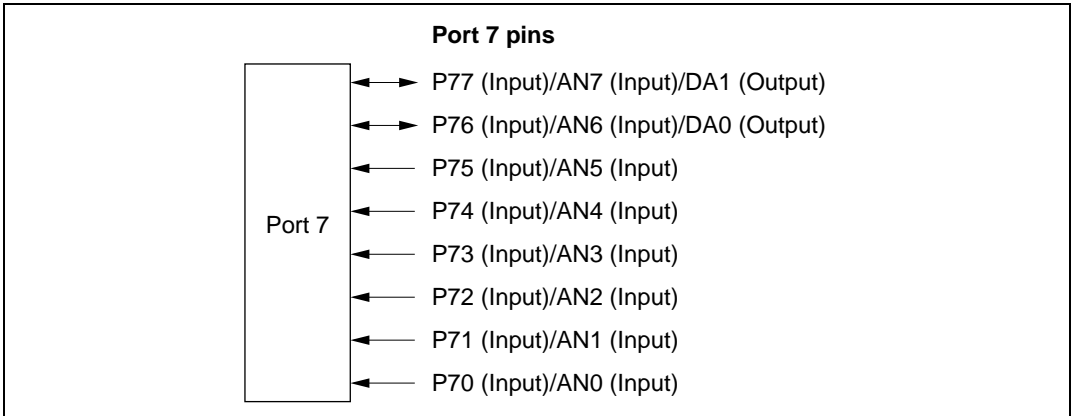 Port 7 pins
P77 (Input)/AN7 (Input)/DA1 (Output)
P76 (Input)/AN6 (Input)/DA0 (Output)
P75 (Input)/AN5 (Input)
P74 (Input)/AN4 (Input)
Port 7
P73 (Input)/AN3 (Input)
P72 (Input)/AN2 (Input)
P71 (Input)/AN1 (Input)
P70 (Input)/AN0 (Input)